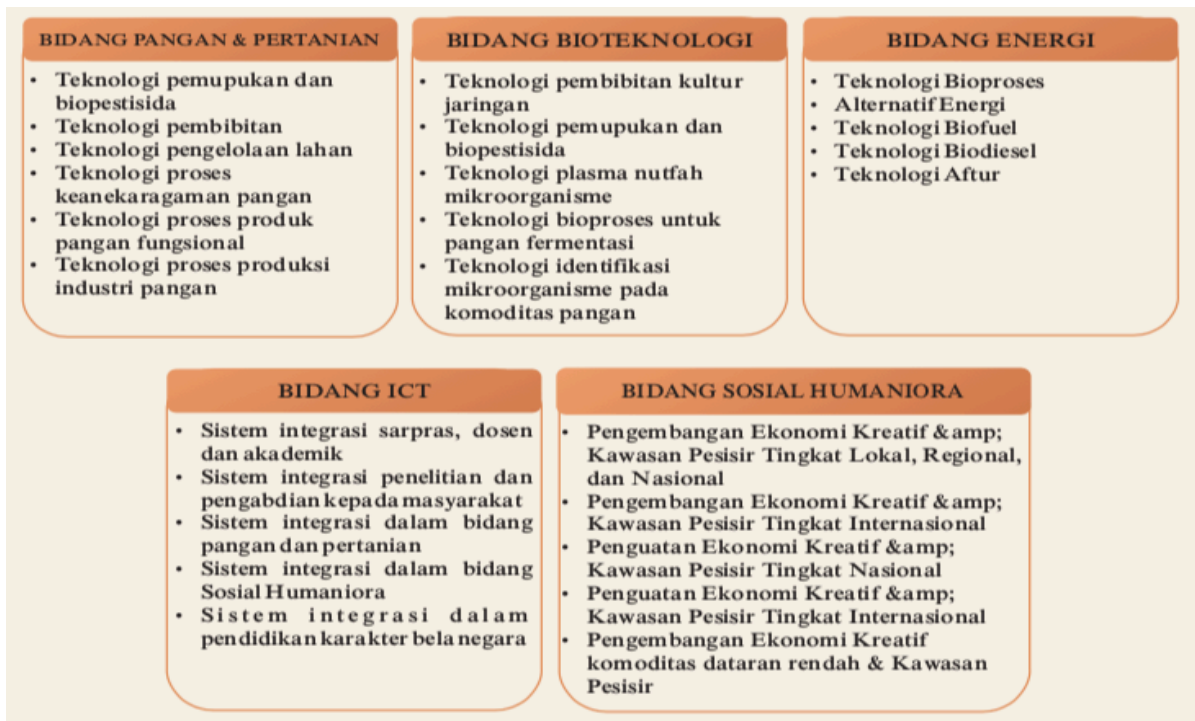 BIDANG PANGAN & PERTANIAN
• Teknologi pemupukan dan
biopestisida
• Teknologi pembibitan
• Teknologi pengelolaan lahan
• Teknologi proses
keanekaragaman pangan
• Teknologi proses produk
pangan fungsional
• Teknologi proses produksi
industri pangan
BIDANG BIOTEKNOLOGI
• Teknologi pembibitan kultur
jaringan
• Teknologi pemupukan dan
biopestisida
• Teknologi plasma nutfah
mikroorganisme
• Teknologi bioproses untuk
pangan fermentasi
• Teknologi identifikasi
mikroorganisme pada
komoditas pangan
BIDANG ENERGI
• Teknologi Bioproses
• Alternatif Energi
• Teknologi Biofuel
• Teknologi Biodiesel
• Teknologi Aftur
BIDANG ICT
• Sistem integrasi sarpras, dosen
dan akademik
• Sistem integrasi penelitian dan
pengabdian kepada masyarakat
• Sistem integrasi dalam bidang
pangan dan pertanian
• Sistem integrasi dalam bidang
Sosial Humaniora
• Sistem integrasi dalam
pendidikan karakter bela negara
BIDANG SOSIAL HUMANIORA
• Pengembangan Ekonomi Kreatif &amp;
Kawasan Pesisir Tingkat Lokal, Regional,
dan Nasional
• Pengembangan Ekonomi Kreatif &amp;
Kawasan Pesisir Tingkat Internasional
• Penguatan Ekonomi Kreatif &amp;
Kawasan Pesisir Tingkat Nasional
• Penguatan Ekonomi Kreatif &amp;
Kawasan Pesisir Tingkat Internasional
• Pengembangan Ekonomi Kreatif
komoditas dataran rendah & Kawasan
Pesisir